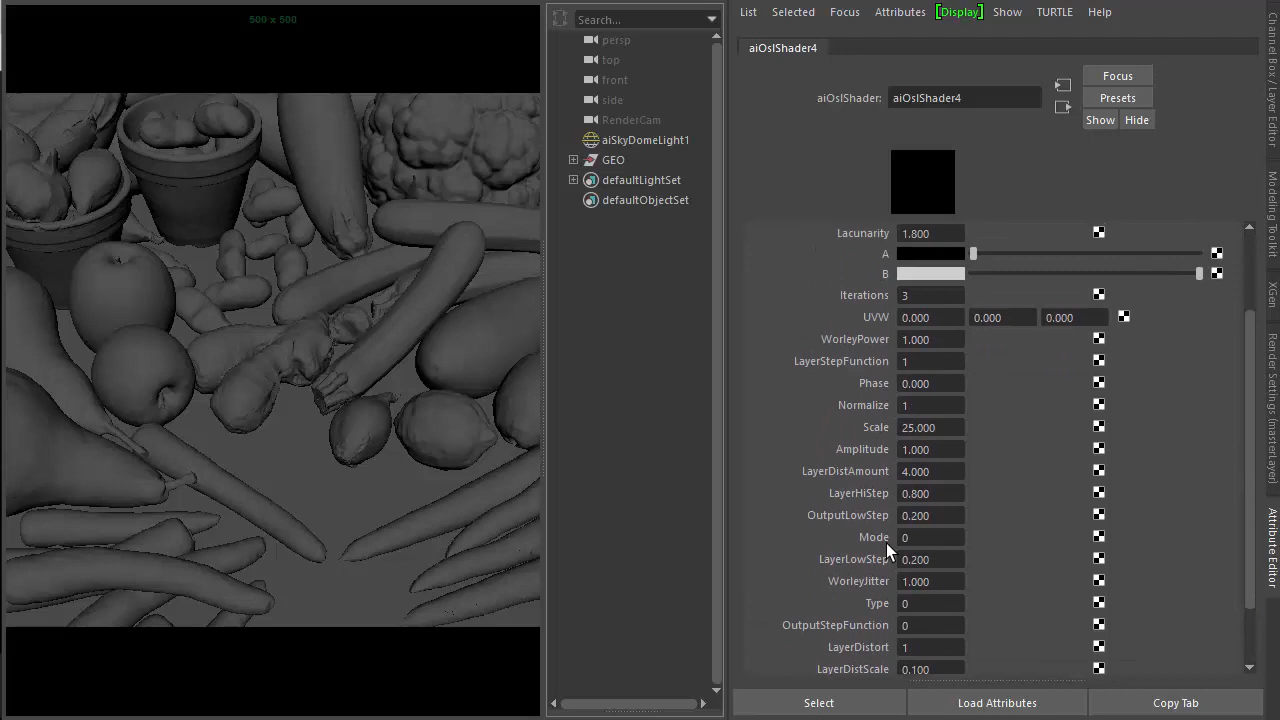 500 x 500
Search...
persp
top
front
side
RenderCam
aiSkyDomeLight1
GEO
defaultLightSet
defaultObjectSet
List Selected Focus Attributes [Display] Show TURTLE Help
aiOslShader4
aiOslShader: aiOslShader4
Focus
Presets
Show Hide
Lacunarity 1.800
A
B
Iterations 3
UVW 0.000 0.000 0.000
WorleyPower 1.000
LayerStepFunction 1
Phase 0.000
Normalize 1
Scale 25.000
Amplitude 1.000
LayerDistAmount 4.000
LayerHiStep 0.800
OutputLowStep 0.200
Mode 0
LayerLowStep 0.200
WorleyJitter 1.000
Type 0
OutputStepFunction 0
LayerDistort 1
LayerDistScale 0.100
Select Load Attributes Copy Tab
Channel Box / Layer Editor
Modeling Toolkit
XGen
Render Settings (masterLayer)
Attribute Editor